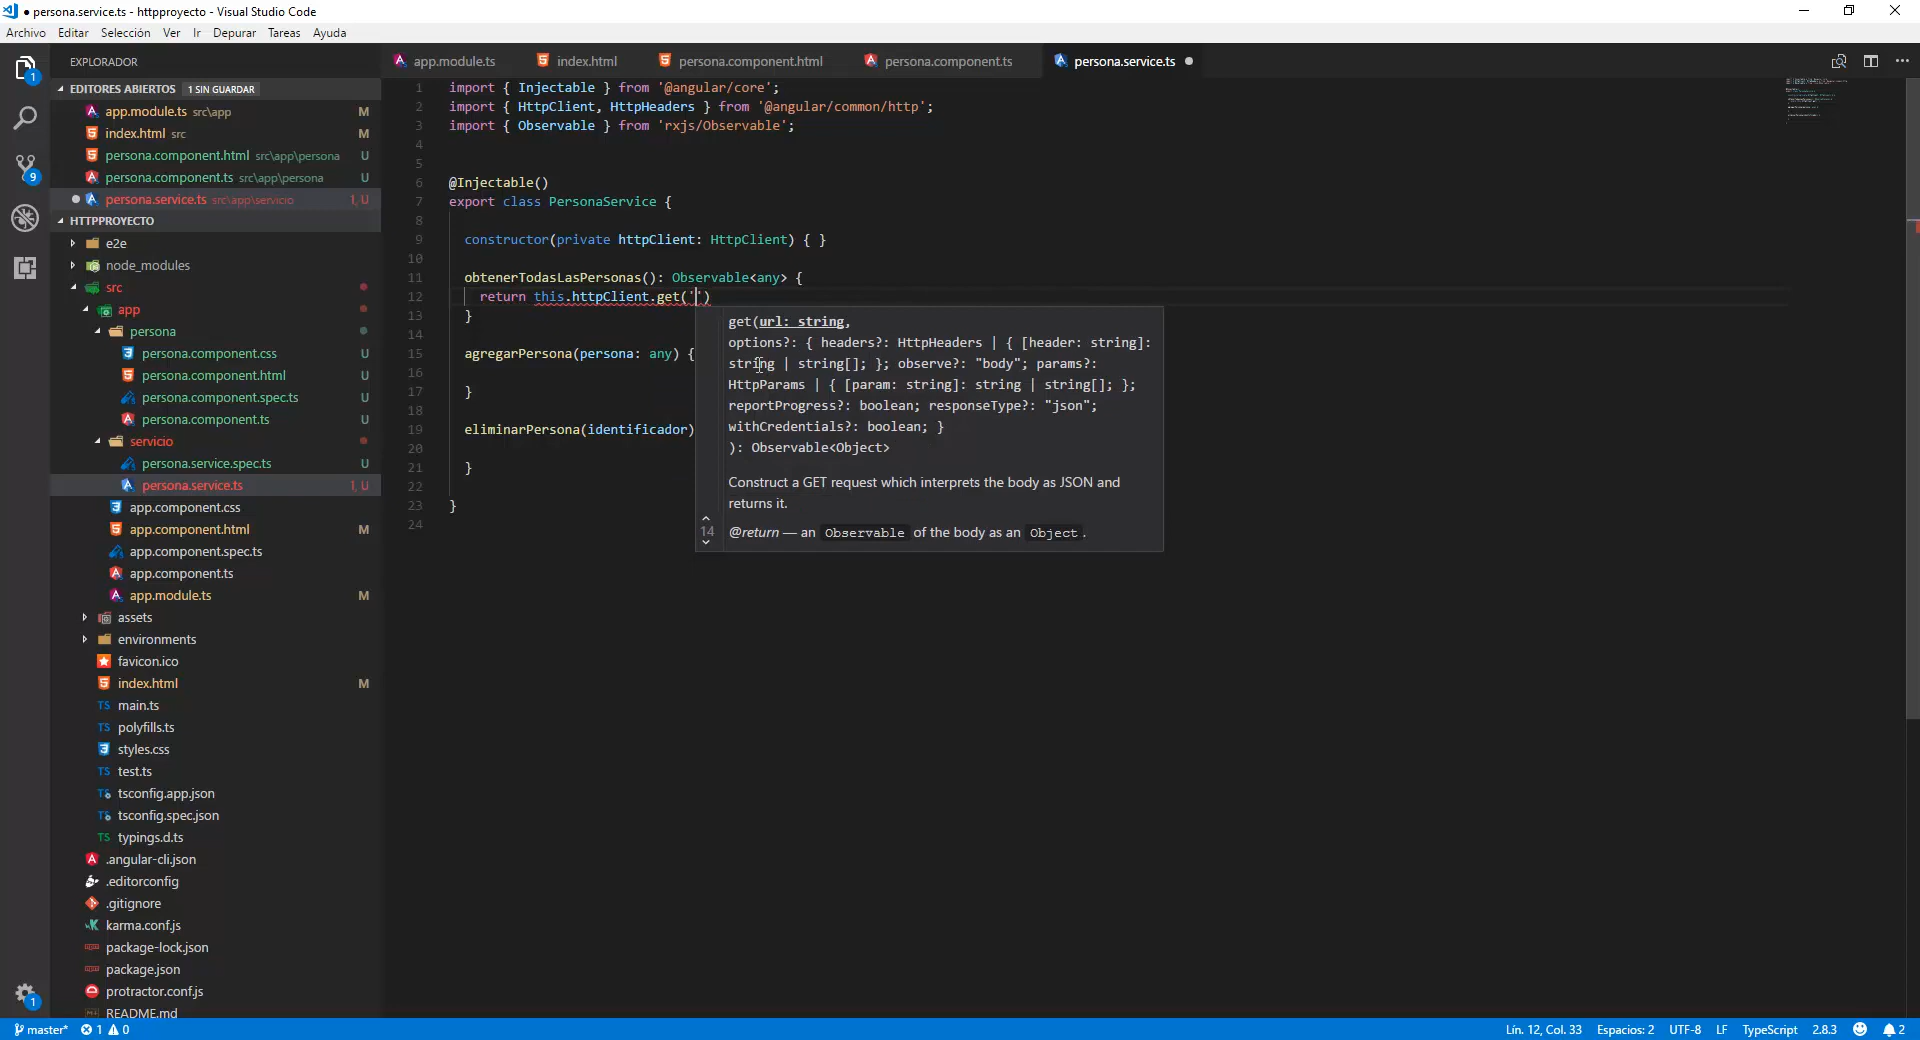 ● persona.service.ts - httpproyecto - Visual Studio Code
Archivo Editar Selección Ver Ir Depurar Tareas Ayuda
EXPLORADOR
EDITORES ABIERTOS 1 SIN GUARDAR
app.module.ts src\app M
index.html src M
persona.component.html src\app\persona U
persona.component.ts src\app\persona U
persona.service.ts src\app\servicio 1, U
HTTPPROYECTO
e2e
node_modules
src
app
persona
persona.component.css U
persona.component.html U
persona.component.spec.ts U
persona.component.ts U
servicio
persona.service.spec.ts U
persona.service.ts 1, U
app.component.css
app.component.html M
app.component.spec.ts
app.component.ts
app.module.ts M
assets
environments
favicon.ico
index.html M
TS main.ts
TS polyfills.ts
styles.css
TS test.ts
TS tsconfig.app.json
TS tsconfig.spec.json
TS typings.d.ts
.angular-cli.json
.editorconfig
.gitignore
karma.conf.js
package-lock.json
package.json
protractor.conf.js
README.md
1
9
1
app.module.ts index.html persona.component.html persona.component.ts persona.service.ts ●
1 import { Injectable } from '@angular/core';
2 import { HttpClient, HttpHeaders } from '@angular/common/http';
3 import { Observable } from 'rxjs/Observable';
4
5
6 @Injectable()
7 export class PersonaService {
8
9 constructor(private httpClient: HttpClient) { }
10
11 obtenerTodasLasPersonas(): Observable<any> {
12 return this.httpClient.get('')
13 }
14
15 agregarPersona(persona: any) {
16
17 }
18
19 eliminarPersona(identificador)
20
21 }
22
23 }
24
get(url: string,
options?: { headers?: HttpHeaders | { [header: string]:
string | string[]; }; observe?: "body"; params?:
HttpParams | { [param: string]: string | string[]; };
reportProgress?: boolean; responseType?: "json";
withCredentials?: boolean; }
): Observable<Object>
Construct a GET request which interprets the body as JSON and
returns it.
14 @return — an Observable of the body as an Object.
master* 1 0 Lín. 12, Col. 33 Espacios: 2 UTF-8 LF TypeScript 2.8.3 2